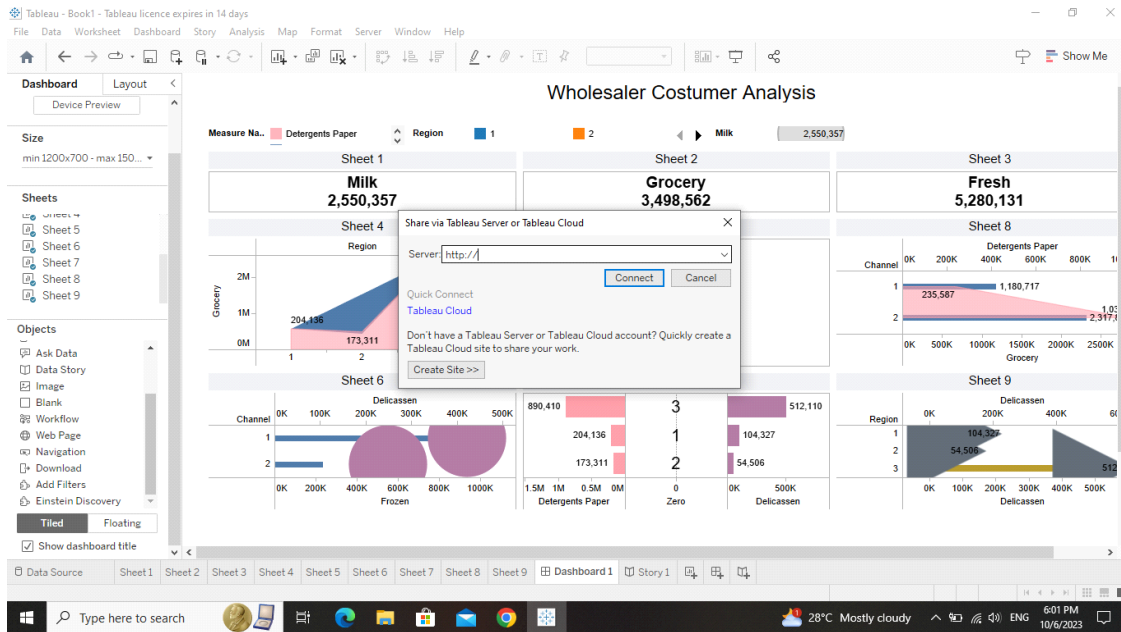 Tableau - Book1 - Tableau licence expires in 14 days
File Data Worksheet Dashboard Story Analysis Map Format Server Window Help
Show Me
Dashboard Layout
Device Preview
Size
min 1200x700 - max 150...
Sheets
Sheet 4
Sheet 5
Sheet 6
Sheet 7
Sheet 8
Sheet 9
Objects
Ask Data
Data Story
Image
Blank
Workflow
Web Page
Navigation
Download
Add Filters
Einstein Discovery
Tiled Floating
Show dashboard title
Wholesaler Costumer Analysis
Measure Na.. Detergents Paper Region 1 2 Milk 2,550,357
Sheet 1 Sheet 2 Sheet 3
Milk Grocery Fresh
2,550,357 3,498,562 5,280,131
Sheet 4
Region
Grocery
2M
1M
0M
204,136
173,311
1 2
Share via Tableau Server or Tableau Cloud
Server: http://
Connect Cancel
Quick Connect
Tableau Cloud
Don't have a Tableau Server or Tableau Cloud account? Quickly create a
Tableau Cloud site to share your work.
Create Site >>
Sheet 8
Detergents Paper
Channel 0K 200K 400K 600K 800K
1 235,587 1,180,717
2
0K 500K 1000K 1500K 2000K 2500K
Grocery
Sheet 6
Delicassen
Channel 0K 100K 200K 300K 400K 500K
1
2
0K 200K 400K 600K 800K 1000K
Frozen
890,410 3 512,110
204,136 1 104,327
173,311 2 54,506
1.5M 1M 0.5M 0M 0 0K 500K
Detergents Paper Zero Delicassen
Sheet 9
Delicassen
Region 0K 200K 400K
1 104,327
2 54,506
3 512
0K 100K 200K 300K 400K 500K
Delicassen
Data Source Sheet 1 Sheet 2 Sheet 3 Sheet 4 Sheet 5 Sheet 6 Sheet 7 Sheet 8 Sheet 9 Dashboard 1 Story 1
Type here to search
28°C Mostly cloudy
ENG
6:01 PM
10/6/2023